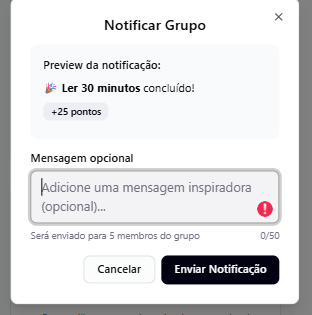 Notificar Grupo
Preview da notificação:
🎉 Ler 30 minutos concluído!
+25 pontos
Mensagem opcional
Adicione uma mensagem inspiradora
(opcional)...
Será enviado para 5 membros do grupo 0/50
Cancelar Enviar Notificação